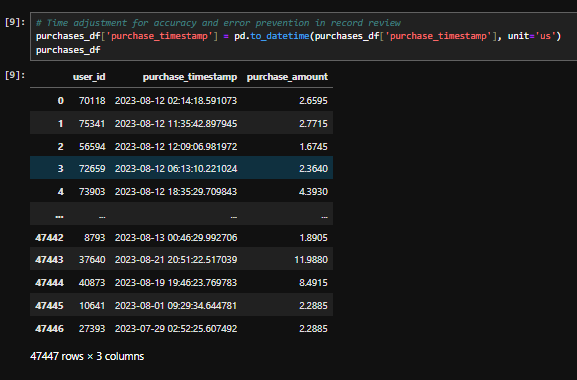 [9]: # Time adjustment for accuracy and error prevention in record review
purchases_df['purchase_timestamp'] = pd.to_datetime(purchases_df['purchase_timestamp'], unit='us')
purchases_df
[9]: user_id purchase_timestamp purchase_amount
0 70118 2023-08-12 02:14:18.591073 2.6595
1 75341 2023-08-12 11:35:42.897945 2.7715
2 56594 2023-08-12 12:09:06.981972 1.6745
3 72659 2023-08-12 06:13:10.221024 2.3640
4 73903 2023-08-12 18:35:29.709843 4.3930
... ... ... ...
47442 8793 2023-08-13 00:46:29.992706 1.8905
47443 37640 2023-08-21 20:51:22.517039 11.9880
47444 40873 2023-08-19 19:46:23.769783 8.4915
47445 10641 2023-08-01 09:29:34.644781 2.2885
47446 27393 2023-07-29 02:52:25.607492 2.2885
47447 rows × 3 columns